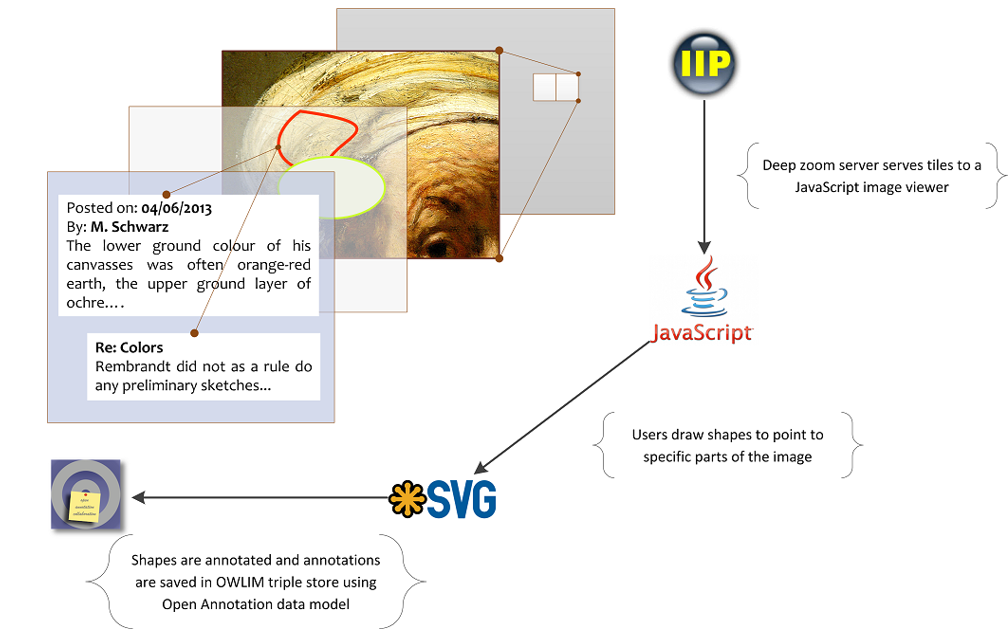 IIP
Deep zoom server serves tiles to a
JavaScript image viewer
Posted on: 04/06/2013
By: M. Schwarz
The lower ground colour of his
canvasses was often orange-red
earth, the upper ground layer of
ochre....
JavaScript
Re: Colors
Rembrandt did not as a rule do
any preliminary sketches...
Users draw shapes to point to
specific parts of the image
SVG
open
annotation
collaboration
Shapes are annotated and annotations
are saved in OWLIM triple store using
Open Annotation data model